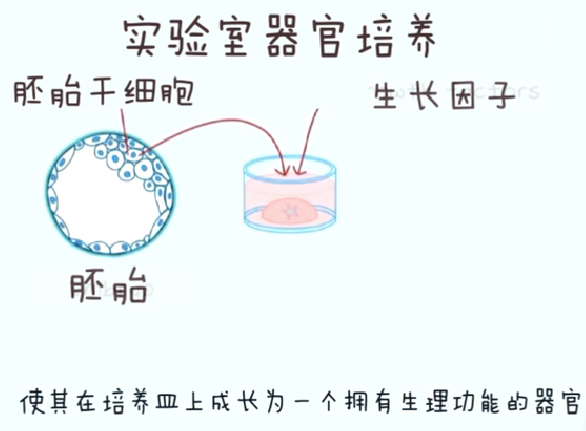 实验室器官培养
胚胎干细胞
生长因子
胚胎
使其在培养皿上成长为一个拥有生理功能的器官